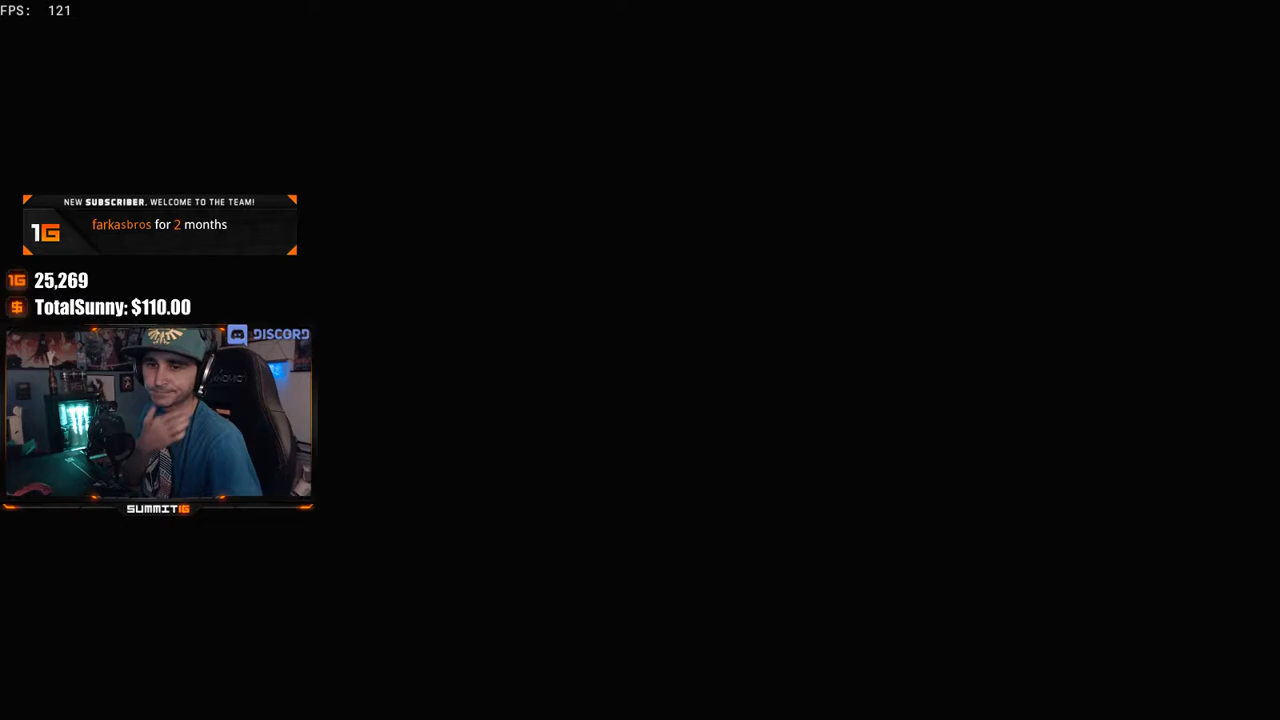 FPS: 121
NEW SUBSCRIBER. WELCOME TO THE TEAM!
1G
farkasbros for 2 months
1G 25,269
$ TotalSunny: $110.00
DISCORD
SUMMIT1G